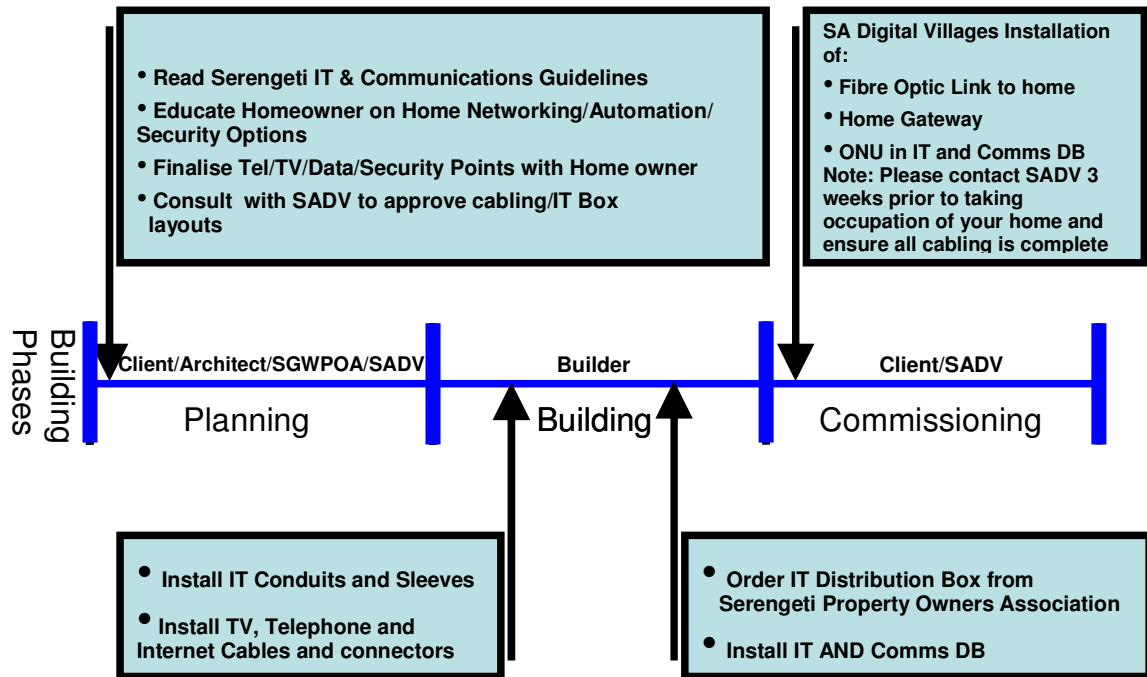 • Read Serengeti IT & Communications Guidelines
• Educate Homeowner on Home Networking/Automation/
Security Options
• Finalise Tel/TV/Data/Security Points with Home owner
• Consult with SADV to approve cabling/IT Box
layouts
SA Digital Villages Installation
of:
• Fibre Optic Link to home
• Home Gateway
• ONU in IT and Comms DB
Note: Please contact SADV 3
weeks prior to taking
occupation of your home and
ensure all cabling is complete
Building
Phases
Client/Architect/SGWPOA/SADV
Builder
Client/SADV
Planning
Building
Commissioning
• Install IT Conduits and Sleeves
• Install TV, Telephone and
Internet Cables and connectors
• Order IT Distribution Box from
Serengeti Property Owners Association
• Install IT AND Comms DB